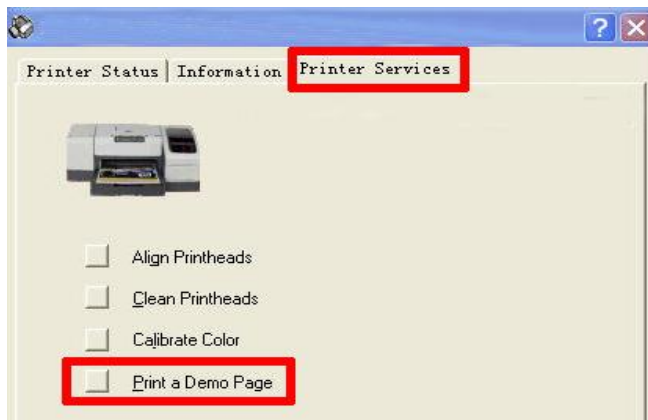 Printer Status Information Printer Services
Align Printheads
Clean Printheads
Calibrate Color
Print a Demo Page